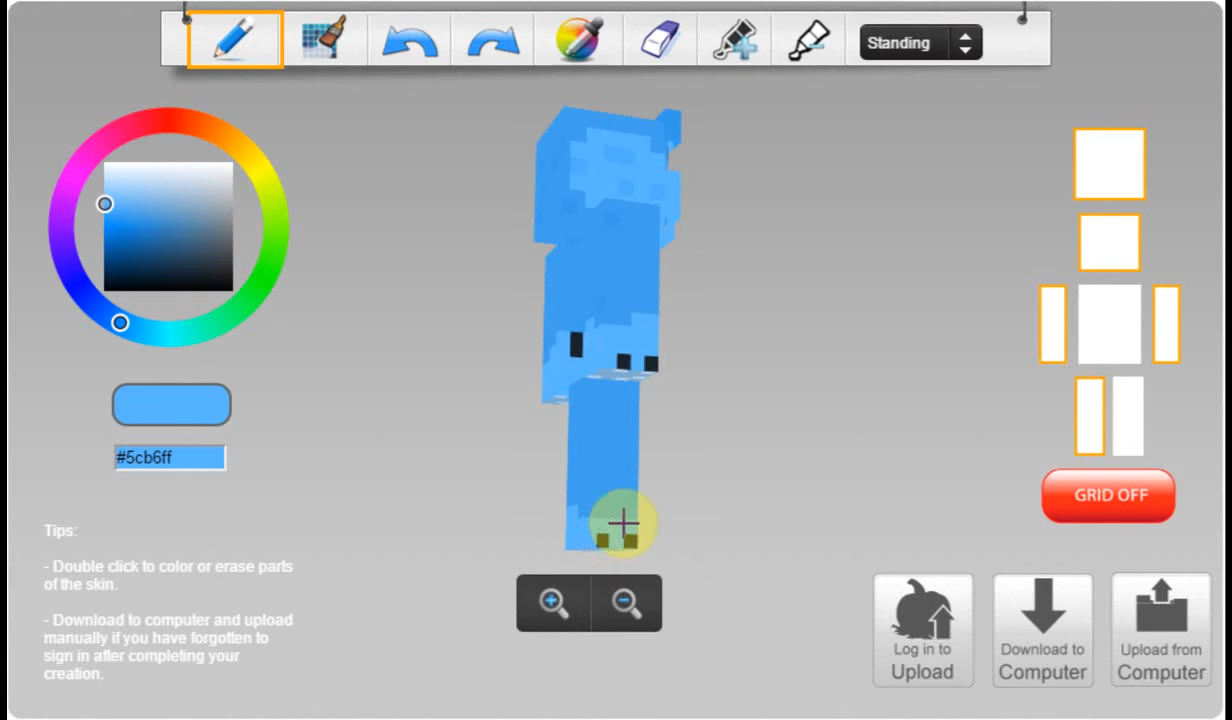 Standing
#5cb6ff
GRID OFF
Tips:
- Double click to color or erase parts
of the skin.
- Download to computer and upload
manually if you have forgotten to
sign in after completing your
creation.
Log in to
Upload
Download to
Computer
Upload from
Computer